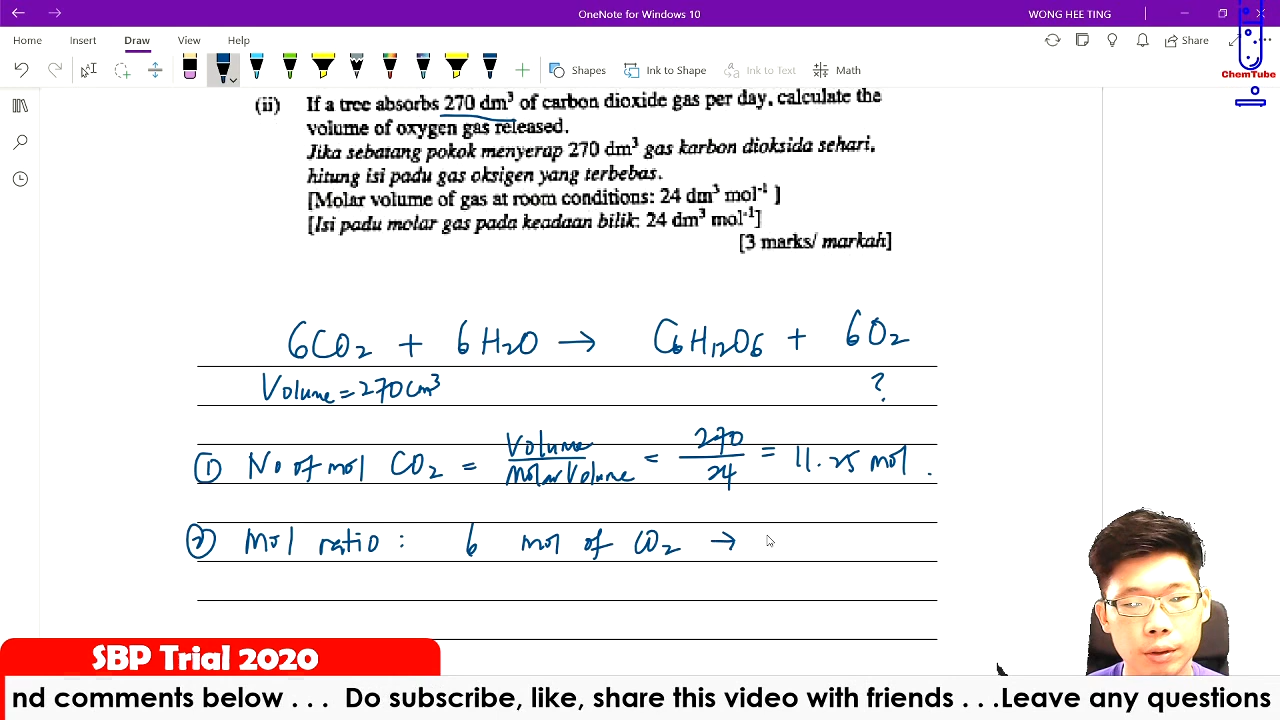 OneNote for Windows 10
WONG HEE TING
Home Insert Draw View Help
Share
Shapes Ink to Shape Ink to Text Math
ChemTube
(ii) If a tree absorbs 270 dm³ of carbon dioxide gas per day, calculate the
volume of oxygen gas released.
Jika sebatang pokok menyerap 270 dm³ gas karbon dioksida sehari,
hitung isi padu gas oksigen yang terbebas.
[Molar volume of gas at room conditions: 24 dm³ mol⁻¹ ]
[Isi padu molar gas pada keadaan bilik: 24 dm³ mol⁻¹]
[3 marks/ markah]
6CO₂ + 6H₂O → C₆H₁₂O₆ + 6O₂
Volume = 270cm³ ?
① No of mol CO₂ = Volume/Molar Volume = 270/24 = 11.25 mol.
② Mol ratio : 6 mol of CO₂ →
SBP Trial 2020
nd comments below . . . Do subscribe, like, share this video with friends . . .Leave any questions